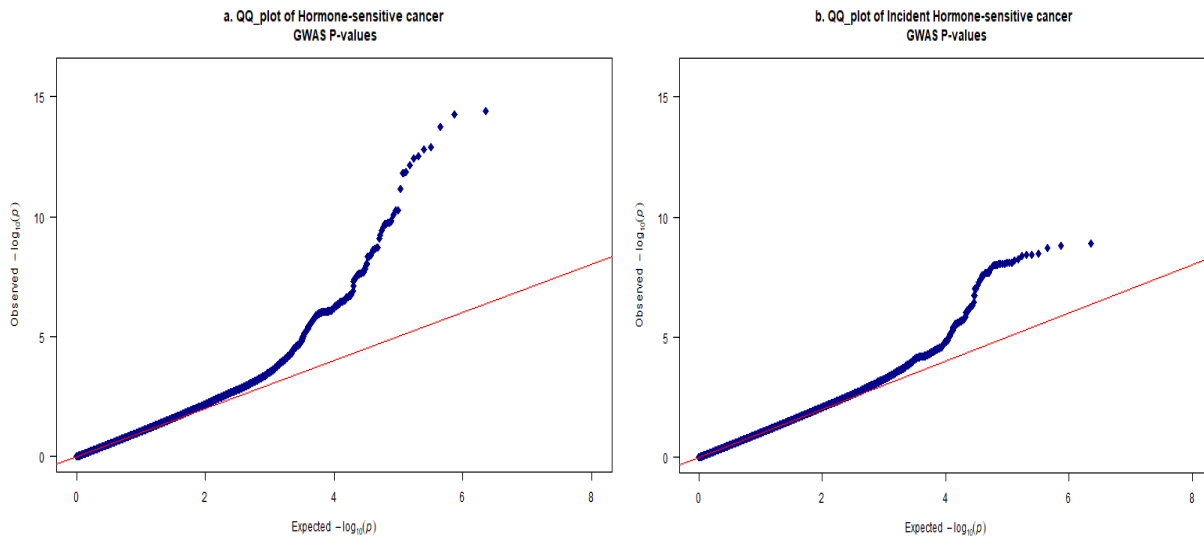 a. QQ_plot of Hormone-sensitive cancer
GWAS P-values
15
10
5
0
Observed −log₁₀(p)
0 2 4 6 8
Expected −log₁₀(p)
b. QQ_plot of Incident Hormone-sensitive cancer
GWAS P-values
15
10
5
0
Observed −log₁₀(p)
0 2 4 6 8
Expected −log₁₀(p)